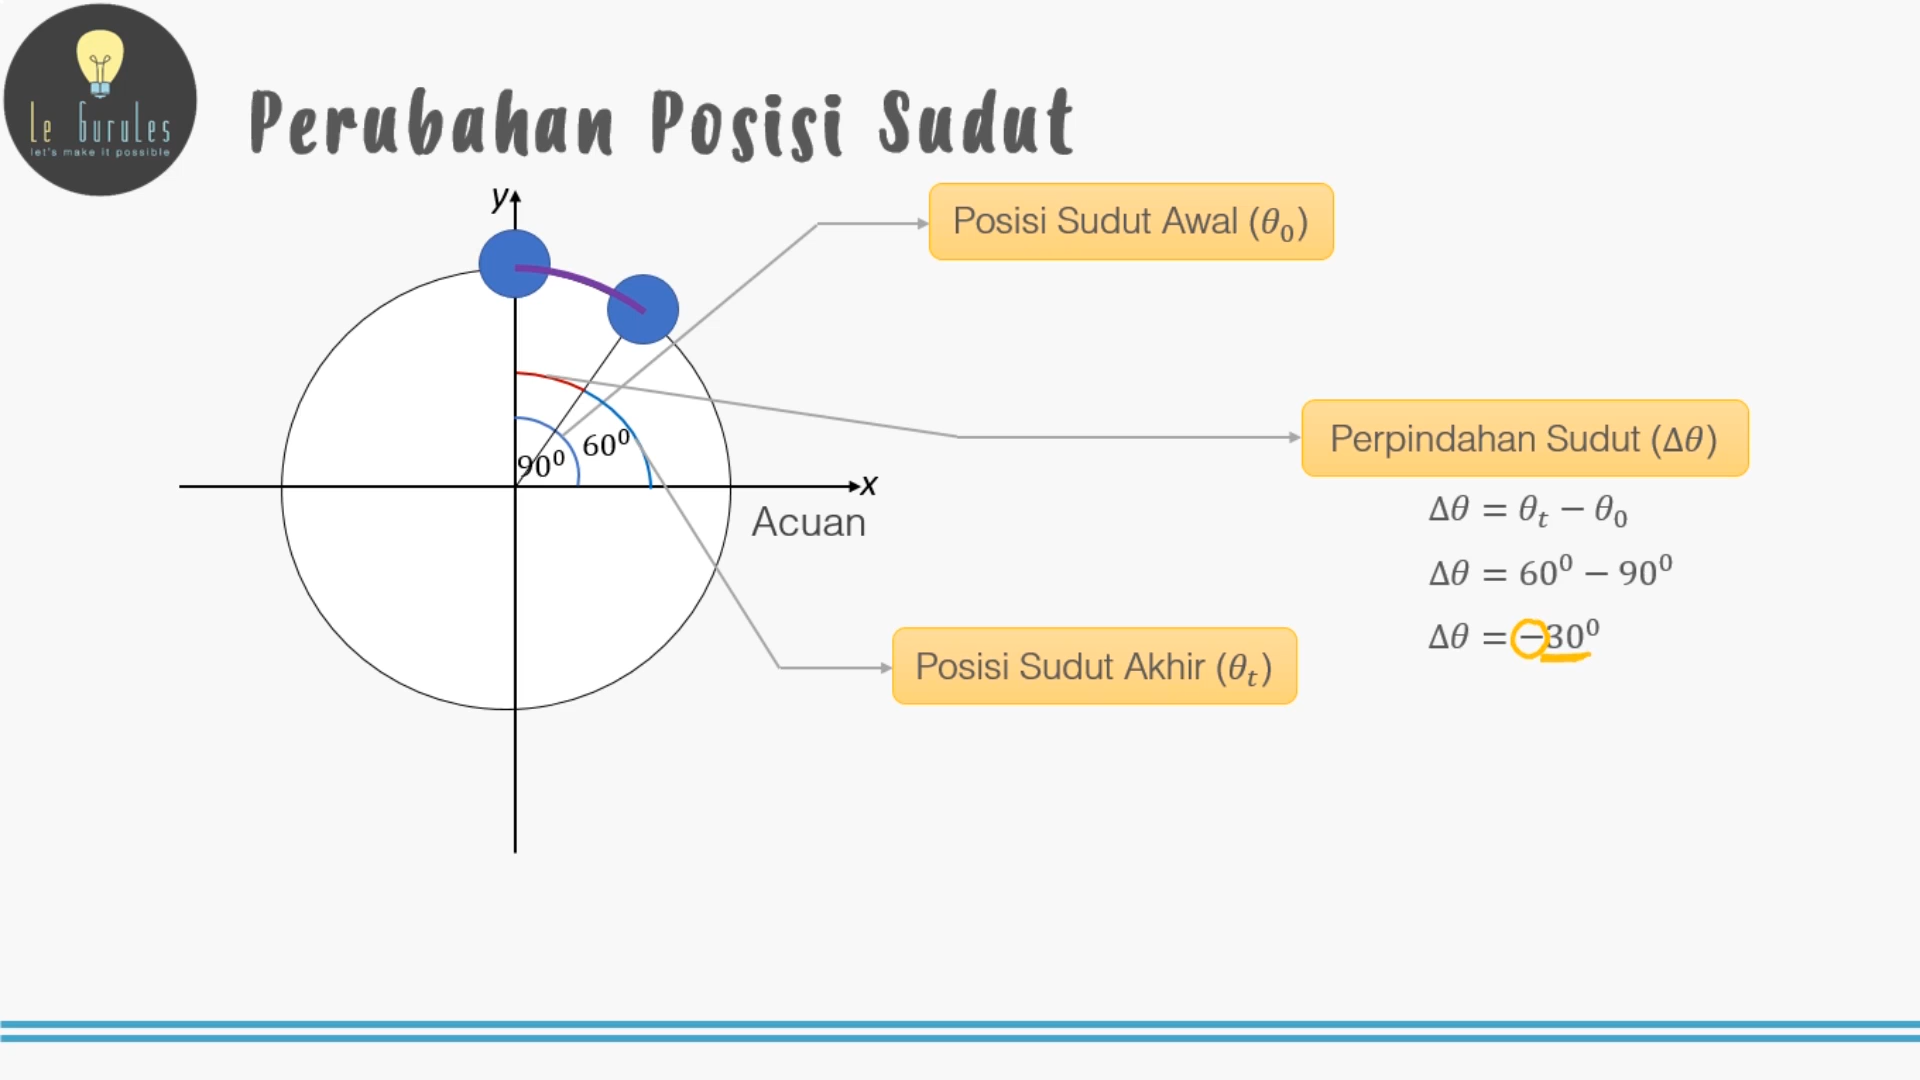 le burules
let's make it possible
Perubahan Posisi Sudut
y
Posisi Sudut Awal (θ₀)
60⁰
90⁰
x
Acuan
Perpindahan Sudut (Δθ)
Δθ = θₜ − θ₀
Δθ = 60⁰ − 90⁰
Δθ = −30⁰
Posisi Sudut Akhir (θₜ)